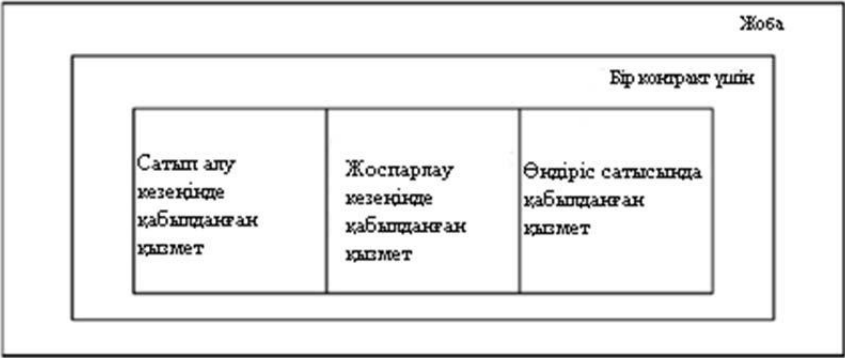 Жоба
Бір контракт үшін
Сатып алу
кезеңінде
қабылданған
қызмет
Жоспарлау
кезеңінде
қабылданған
қызмет
Өндіріс сатысында
қабылданған
қызмет